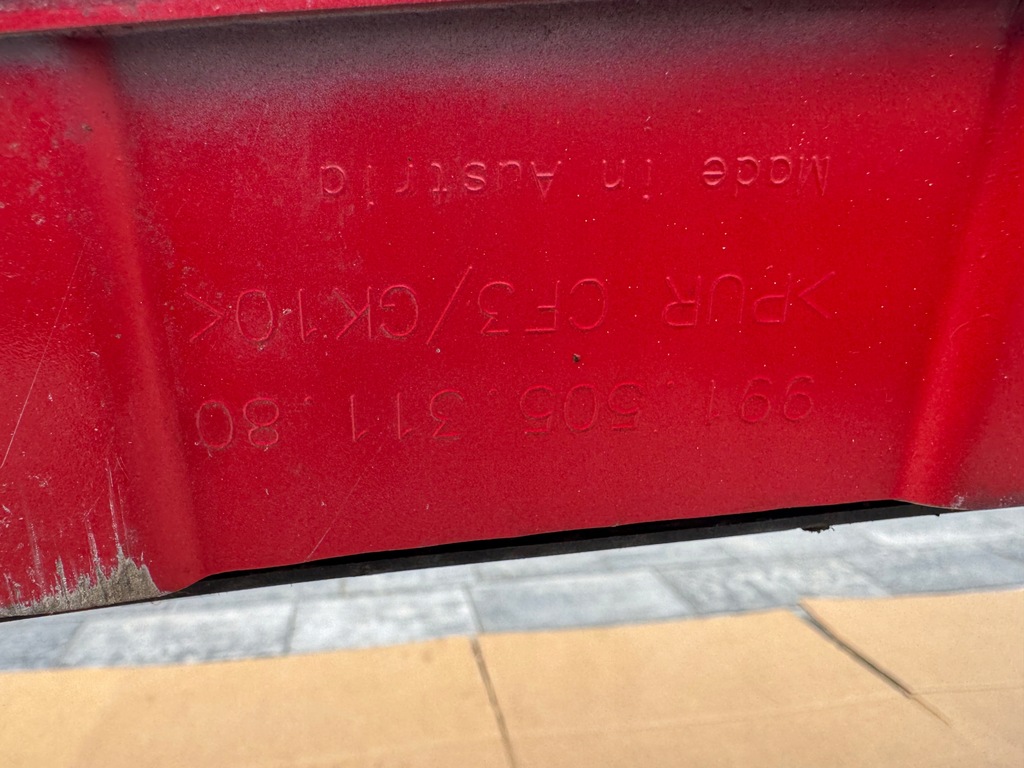 991.505.311.80
>PUR CF3/GK10<
Made in Austria